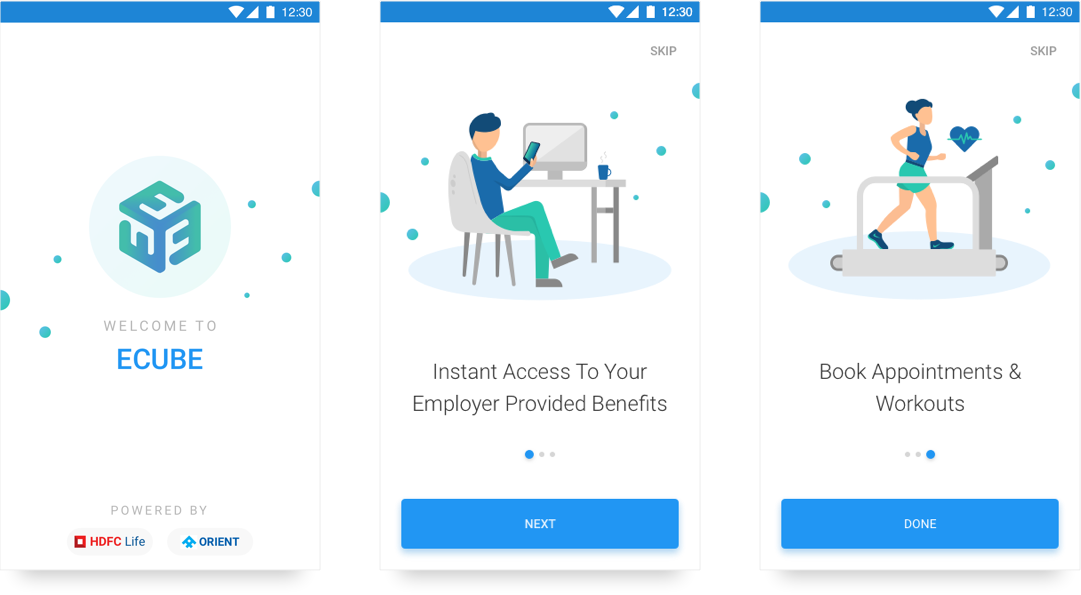 12:30
WELCOME TO
ECUBE
POWERED BY
HDFC Life
ORIENT
12:30
SKIP
Instant Access To Your
Employer Provided Benefits
NEXT
12:30
SKIP
Book Appointments &
Workouts
DONE